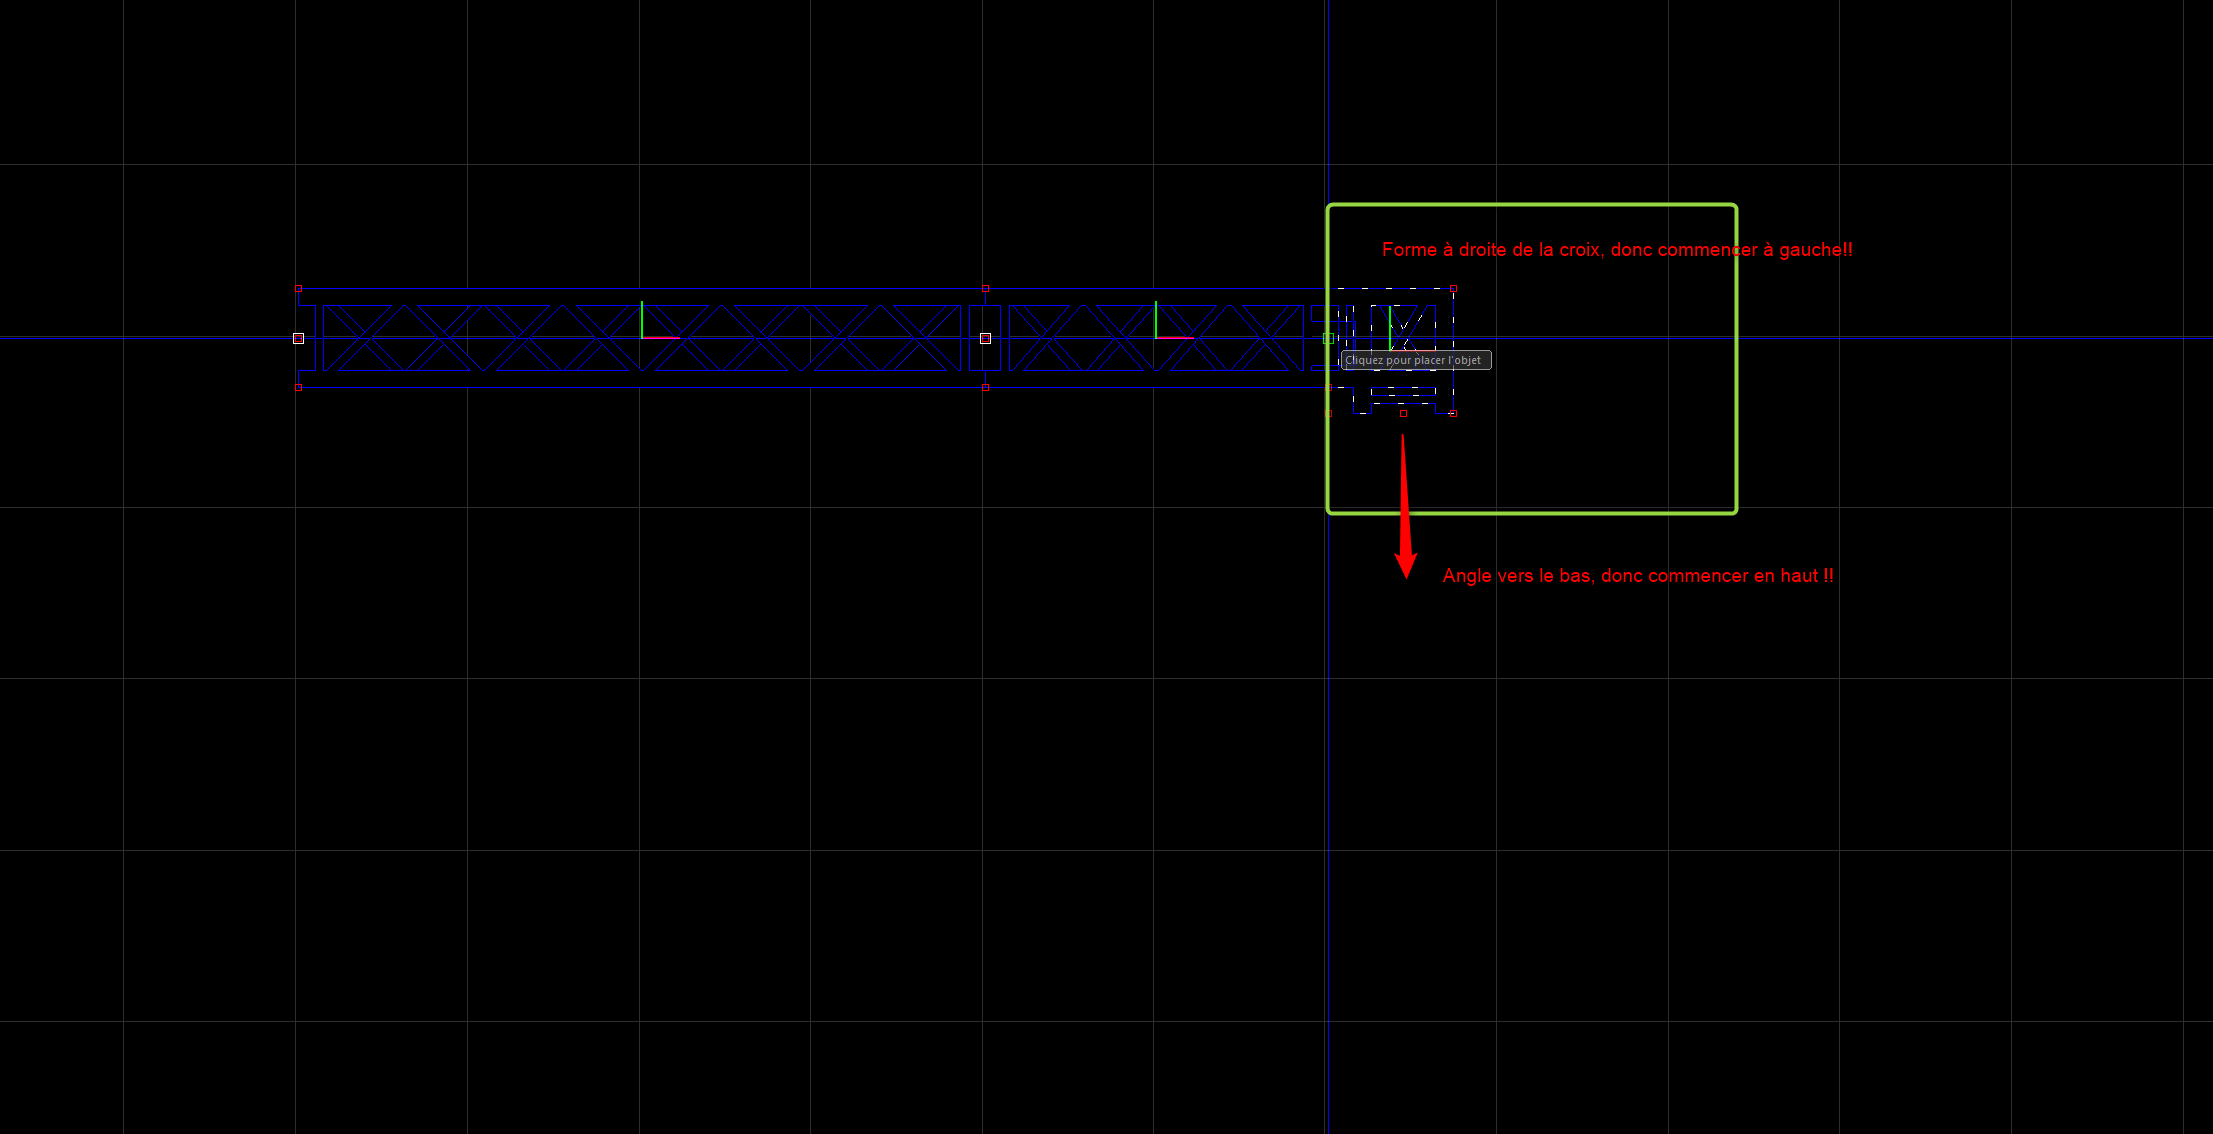 Forme à droite de la croix, donc commencer à gauche!!
Cliquez pour placer l'objet
Angle vers le bas, donc commencer en haut !!